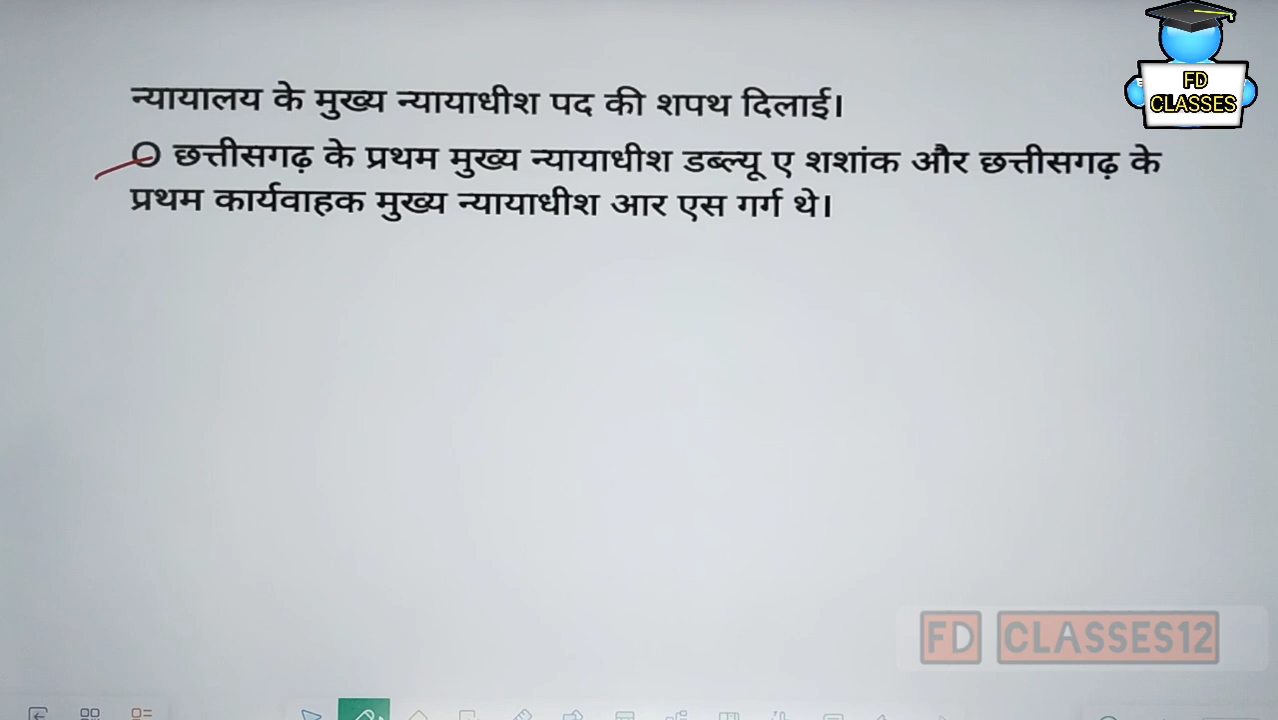 FD
CLASSES
न्यायालय के मुख्य न्यायाधीश पद की शपथ दिलाई।
O छत्तीसगढ़ के प्रथम मुख्य न्यायाधीश डब्ल्यू ए शशांक और छत्तीसगढ़ के
प्रथम कार्यवाहक मुख्य न्यायाधीश आर एस गर्ग थे।
FD CLASSES12